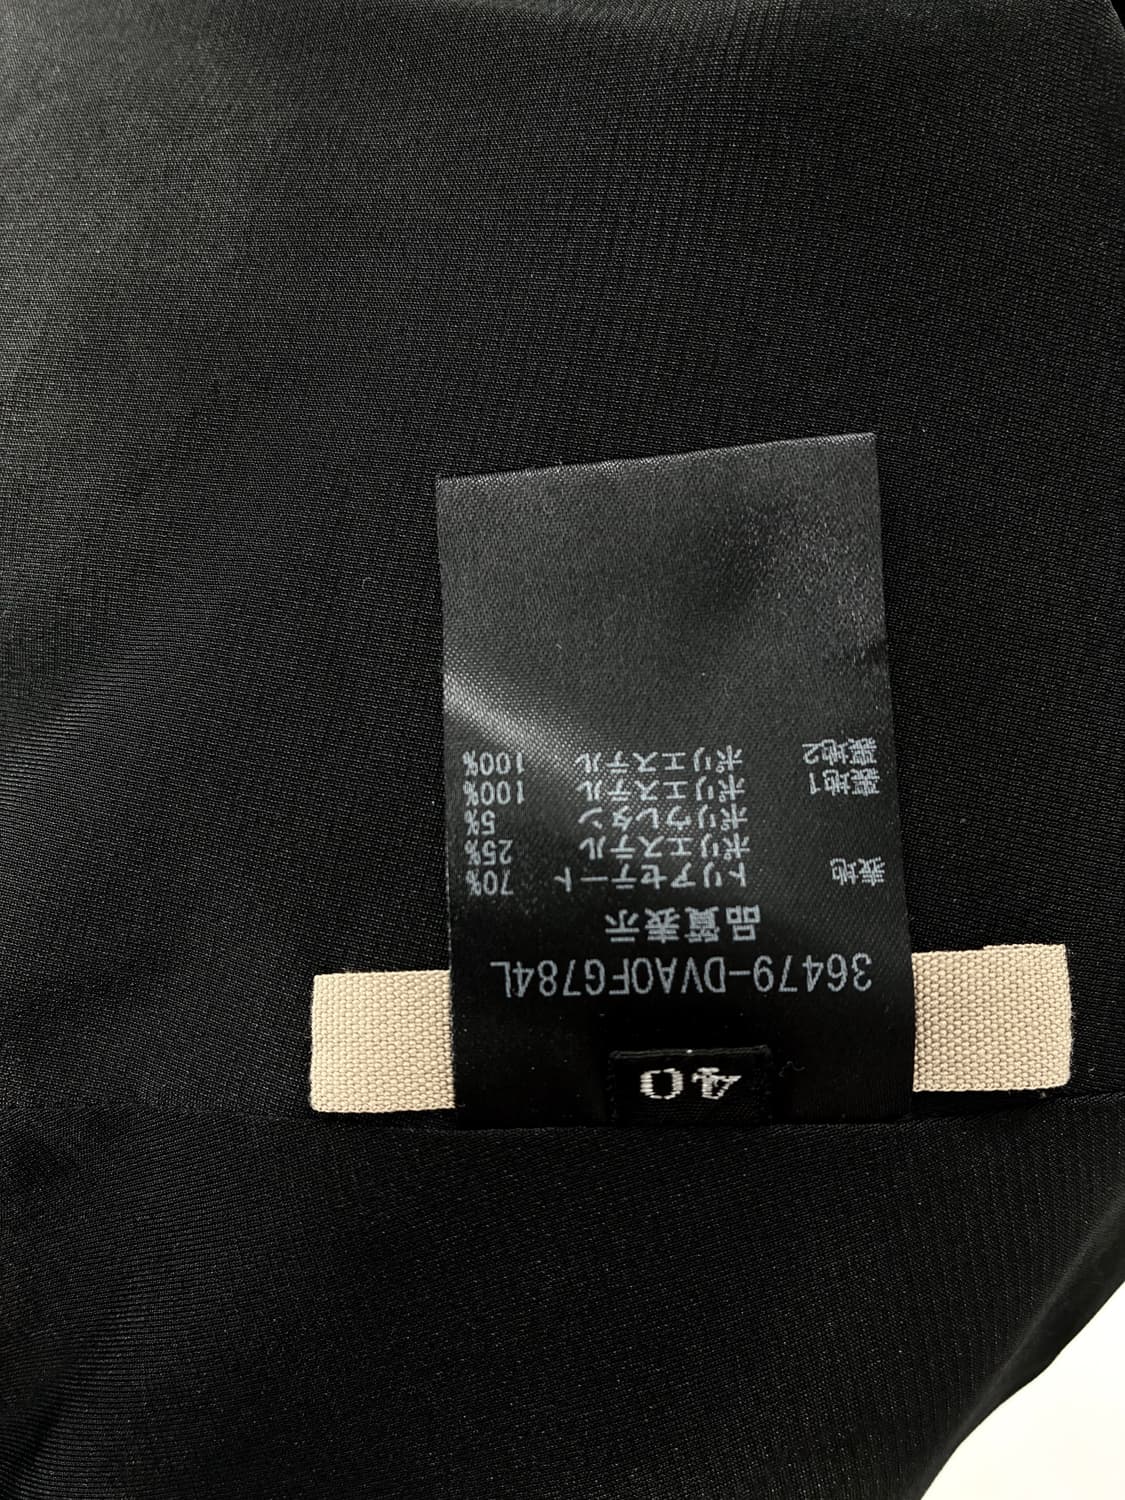 40
36479-DVA0FG784L
品質表示
表地 トリアセテート 70%
ポリエステル 25%
ポリウレタン 5%
裏地1 ポリエステル 100%
裏地2 ポリエステル 100%